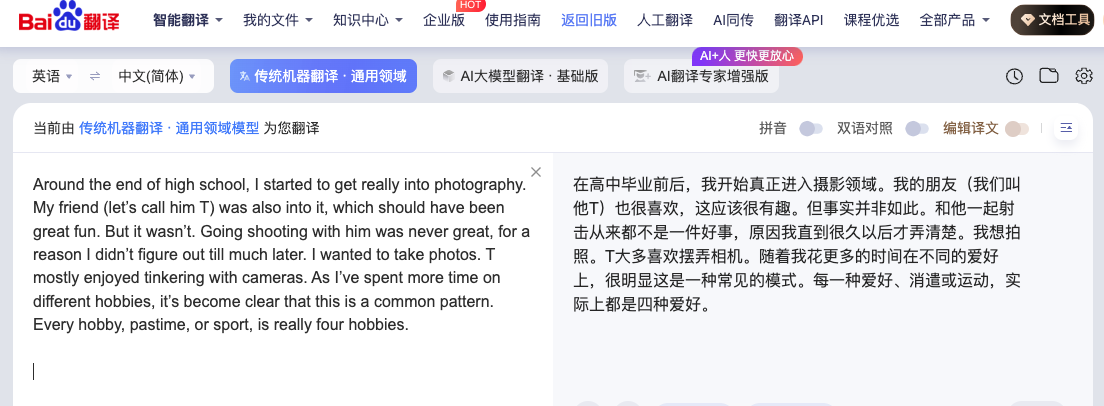 Bai du 翻译 智能翻译 我的文件 知识中心 企业版 HOT 使用指南 返回旧版 人工翻译 AI同传 翻译API 课程优选 全部产品 文档工具
AI+人 更快更放心
英语 中文(简体) 传统机器翻译 · 通用领域 AI大模型翻译 · 基础版 AI翻译专家增强版
当前由 传统机器翻译 · 通用领域模型 为您翻译 拼音 双语对照 编辑译文
Around the end of high school, I started to get really into photography.
My friend (let’s call him T) was also into it, which should have been
great fun. But it wasn’t. Going shooting with him was never great, for a
reason I didn’t figure out till much later. I wanted to take photos. T
mostly enjoyed tinkering with cameras. As I’ve spent more time on
different hobbies, it’s become clear that this is a common pattern.
Every hobby, pastime, or sport, is really four hobbies.
在高中毕业前后，我开始真正进入摄影领域。我的朋友（我们叫
他T）也很喜欢，这应该很有趣。但事实并非如此。和他一起射
击从来都不是一件好事，原因我直到很久以后才弄清楚。我想拍
照。T大多喜欢摆弄相机。随着我花更多的时间在不同的爱好
上，很明显这是一种常见的模式。每一种爱好、消遣或运动，实
际上都是四种爱好。